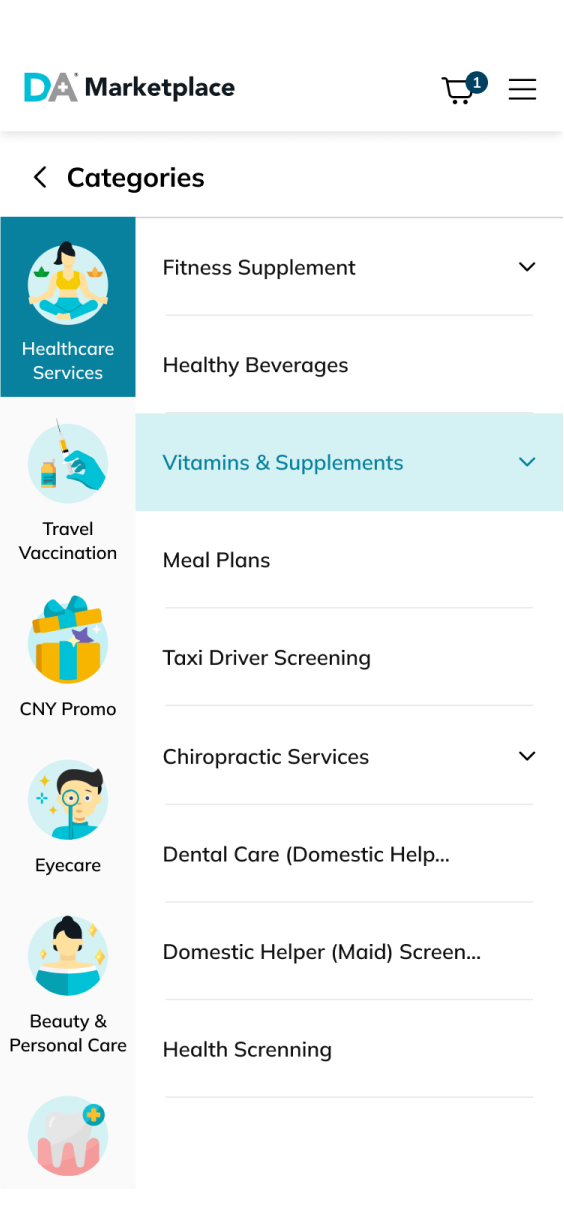 DA Marketplace
1
Categories
Healthcare
Services
Travel
Vaccination
CNY Promo
Eyecare
Beauty &
Personal Care
Fitness Supplement
Healthy Beverages
Vitamins & Supplements
Meal Plans
Taxi Driver Screening
Chiropractic Services
Dental Care (Domestic Help...
Domestic Helper (Maid) Screen...
Health Screnning